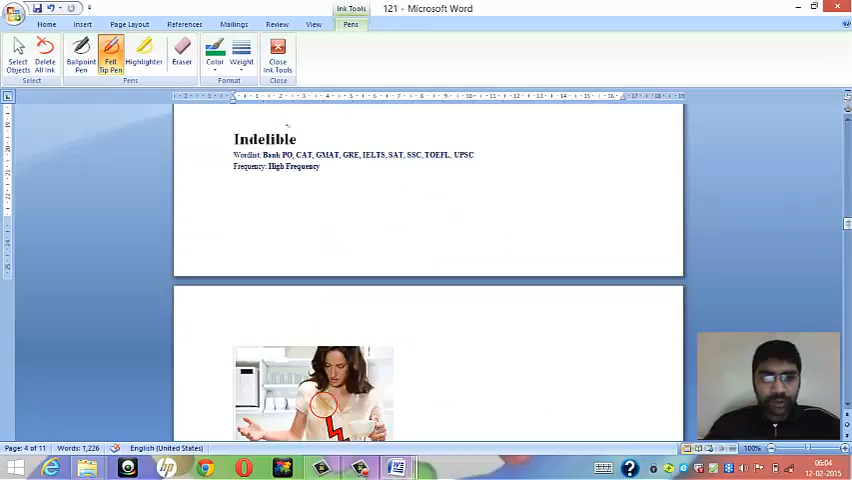 Ink Tools
121 - Microsoft Word
Home Insert Page Layout References Mailings Review View Pens
Select Objects
Delete All Ink
Ballpoint Pen
Felt Tip Pen
Highlighter
Eraser
Color
Weight
Close Ink Tools
Select Pens Format Close
Indelible
Wordlist: Bank PO, CAT, GMAT, GRE, IELTS, SAT, SSC, TOEFL, UPSC
Frequency: High Frequency
Page: 4 of 11 Words: 1,226 English (United States) 100%
hp
06:04
12-02-2015